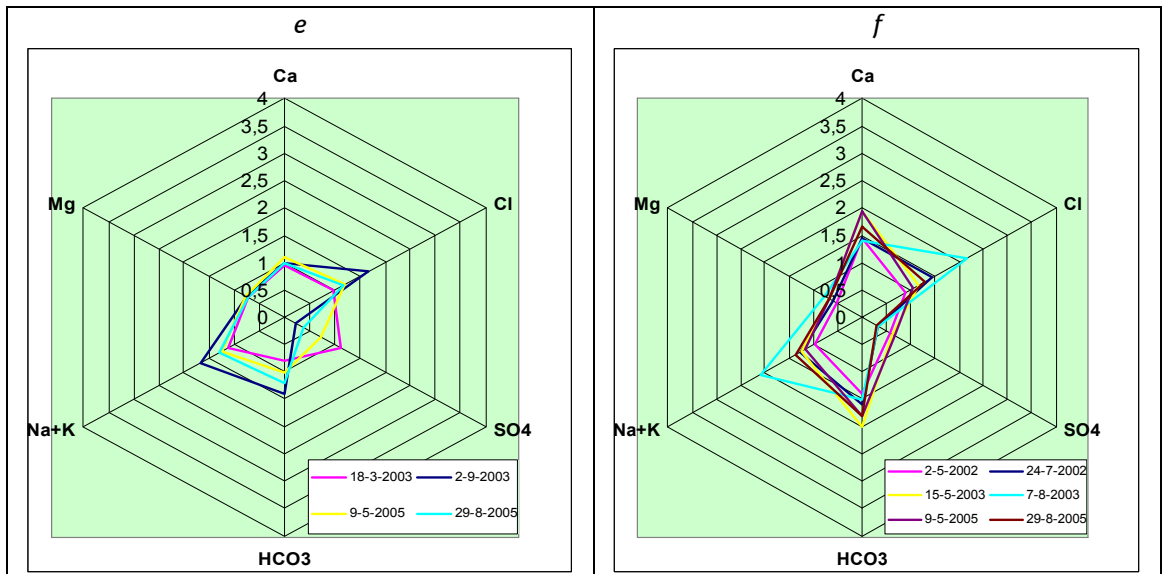 e
Ca
4
3,5
3
2,5
2
1,5
1
0,5
0
Mg
Cl
Na+K
SO4
HCO3
18-3-2003
2-9-2003
9-5-2005
29-8-2005
f
Ca
4
3,5
3
2,5
2
1,5
1
0,5
0
Mg
Cl
Na+K
SO4
HCO3
2-5-2002
24-7-2002
15-5-2003
7-8-2003
9-5-2005
29-8-2005